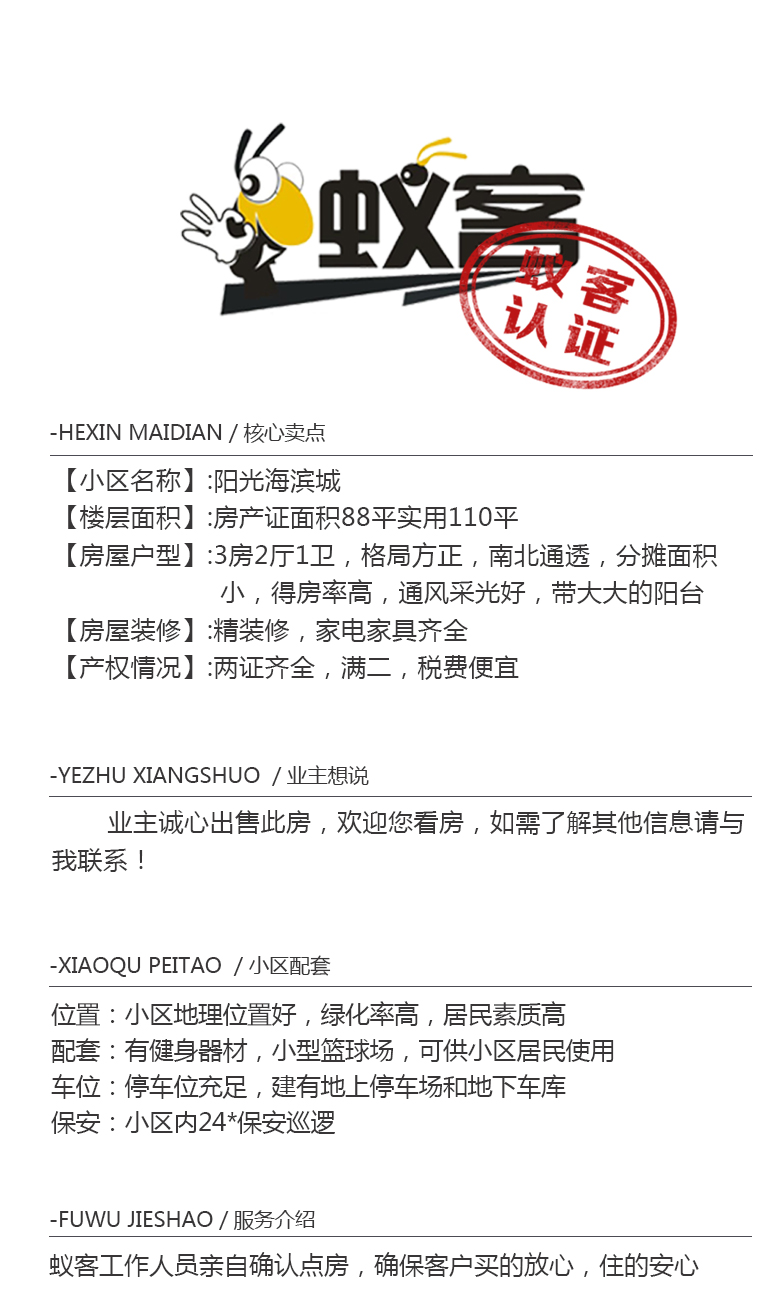 蚁客
蚁客
认证
-HEXIN MAIDIAN / 核心卖点
【小区名称】:阳光海滨城
【楼层面积】:房产证面积88平实用110平
【房屋户型】:3房2厅1卫，格局方正，南北通透，分摊面积
小，得房率高，通风采光好，带大大的阳台
【房屋装修】:精装修，家电家具齐全
【产权情况】:两证齐全，满二，税费便宜
-YEZHU XIANGSHUO / 业主想说
业主诚心出售此房，欢迎您看房，如需了解其他信息请与
我联系！
-XIAOQU PEITAO / 小区配套
位置：小区地理位置好，绿化率高，居民素质高
配套：有健身器材，小型篮球场，可供小区居民使用
车位：停车位充足，建有地上停车场和地下车库
保安：小区内24*保安巡逻
-FUWU JIESHAO / 服务介绍
蚁客工作人员亲自确认点房，确保客户买的放心，住的安心